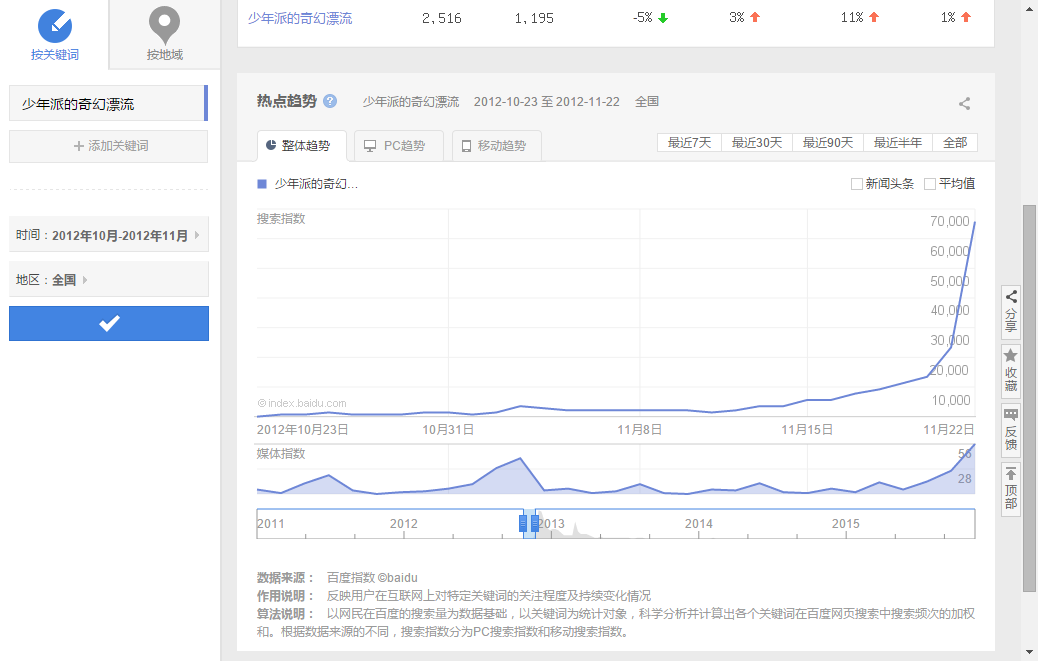 按关键词
按地域
少年派的奇幻漂流
+ 添加关键词
时间：2012年10月-2012年11月
地区：全国
少年派的奇幻漂流 2,516 1,195 -5% 3% 11% 1%
热点趋势 ? 少年派的奇幻漂流 2012-10-23 至 2012-11-22 全国
整体趋势 PC趋势 移动趋势 最近7天 最近30天 最近90天 最近半年 全部
少年派的奇幻... 新闻头条 平均值
搜索指数
70,000
60,000
50,000
40,000
30,000
20,000
10,000
©index.baidu.com
2012年10月23日 10月31日 11月8日 11月15日 11月22日
媒体指数
56
28
2011 2012 2013 2014 2015
数据来源： 百度指数 ©baidu
作用说明： 反映用户在互联网上对特定关键词的关注程度及持续变化情况
算法说明： 以网民在百度的搜索量为数据基础，以关键词为统计对象，科学分析并计算出各个关键词在百度网页搜索中搜索频次的加权
和。根据数据来源的不同，搜索指数分为PC搜索指数和移动搜索指数。
分享
收藏
反馈
顶部